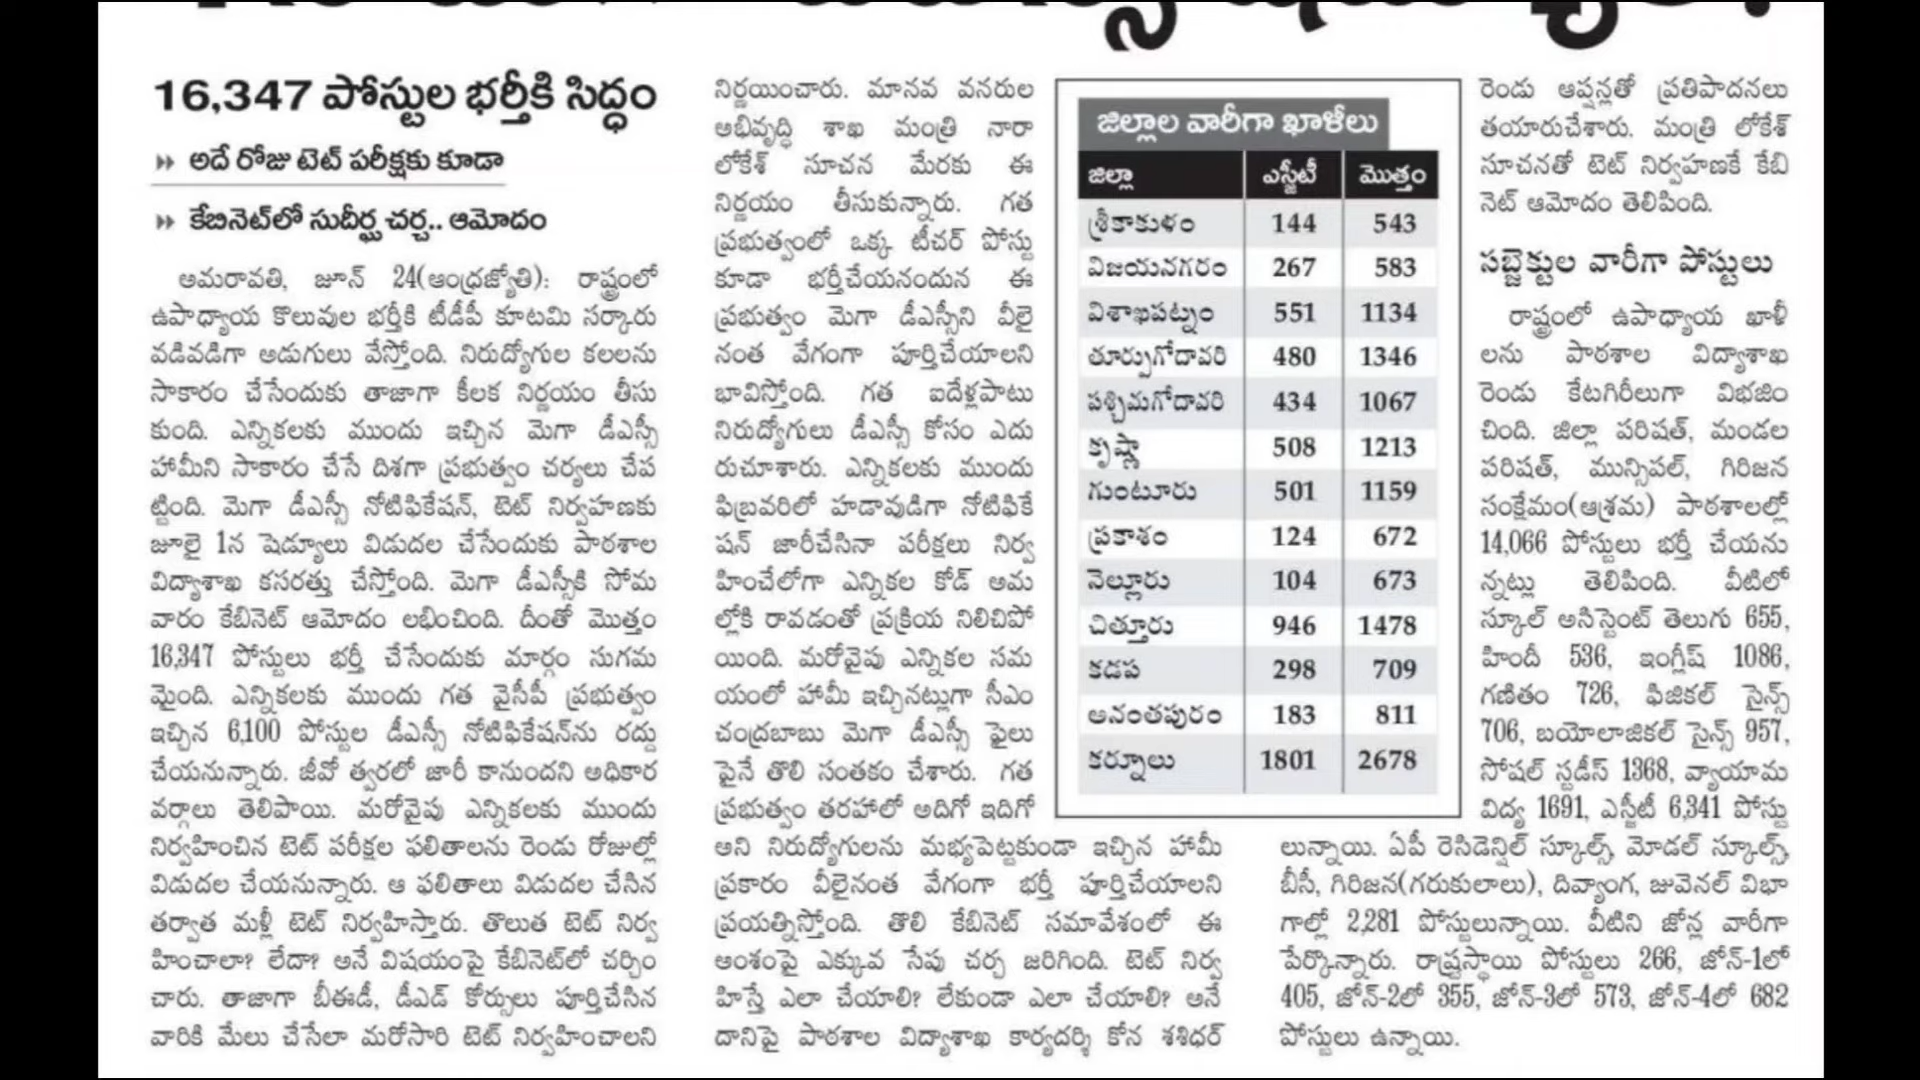 16,347 పోస్టుల భర్తీకి సిద్ధం
అదే రోజు టెట్ పరీక్షకు కూడా
కేబినెట్‌లో సుదీర్ఘ చర్చ.. ఆమోదం
అమరావతి, జూన్ 24(ఆంధ్రజ్యోతి): రాష్ట్రంలో
ఉపాధ్యాయ కొలువుల భర్తీకి టీడీపీ కూటమి సర్కారు
వడివడిగా అడుగులు వేస్తోంది. నిరుద్యోగుల కలలను
సాకారం చేసేందుకు తాజాగా కీలక నిర్ణయం తీసు
కుంది. ఎన్నికలకు ముందు ఇచ్చిన మెగా డీఎస్సీ
హామీని సాకారం చేసే దిశగా ప్రభుత్వం చర్యలు చేప
ట్టింది. మెగా డీఎస్సీ నోటిఫికేషన్, టెట్ నిర్వహణకు
జూలై 1న షెడ్యూలు విడుదల చేసేందుకు పాఠశాల
విద్యాశాఖ కసరత్తు చేస్తోంది. మెగా డీఎస్సీకి సోమ
వారం కేబినెట్ ఆమోదం లభించింది. దీంతో మొత్తం
16,347 పోస్టులు భర్తీ చేసేందుకు మార్గం సుగమ
మైంది. ఎన్నికలకు ముందు గత వైసీపీ ప్రభుత్వం
ఇచ్చిన 6,100 పోస్టుల డీఎస్సీ నోటిఫికేషన్‌ను రద్దు
చేయనున్నారు. జీవో త్వరలో జారీ కానుందని అధికార
వర్గాలు తెలిపాయి. మరోవైపు ఎన్నికలకు ముందు
నిర్వహించిన టెట్ పరీక్షల ఫలితాలను రెండు రోజుల్లో
విడుదల చేయనున్నారు. ఆ ఫలితాలు విడుదల చేసిన
తర్వాత మళ్లీ టెట్ నిర్వహిస్తారు. తొలుత టెట్ నిర్వ
హించాలా? లేదా? అనే విషయంపై కేబినెట్‌లో చర్చిం
చారు. తాజాగా బీఈడీ, డీఎడ్ కోర్సులు పూర్తిచేసిన
వారికి మేలు చేసేలా మరోసారి టెట్ నిర్వహించాలని
నిర్ణయించారు. మానవ వనరుల
అభివృద్ధి శాఖ మంత్రి నారా
లోకేశ్ సూచన మేరకు ఈ
నిర్ణయం తీసుకున్నారు. గత
ప్రభుత్వంలో ఒక్క టీచర్ పోస్టు
కూడా భర్తీచేయనందున ఈ
ప్రభుత్వం మెగా డీఎస్సీని వీలై
నంత వేగంగా పూర్తిచేయాలని
భావిస్తోంది. గత ఐదేళ్లపాటు
నిరుద్యోగులు డీఎస్సీ కోసం ఎదు
రుచూశారు. ఎన్నికలకు ముందు
ఫిబ్రవరిలో హడావుడిగా నోటిఫికే
షన్ జారీచేసినా పరీక్షలు నిర్వ
హించేలోగా ఎన్నికల కోడ్ అమ
ల్లోకి రావడంతో ప్రక్రియ నిలిచిపో
యింది. మరోవైపు ఎన్నికల సమ
యంలో హామీ ఇచ్చినట్లుగా సీఎం
చంద్రబాబు మెగా డీఎస్సీ ఫైలు
పైనే తొలి సంతకం చేశారు. గత
ప్రభుత్వం తరహాలో అదిగో ఇదిగో
అని నిరుద్యోగులను మభ్యపెట్టకుండా ఇచ్చిన హామీ
ప్రకారం వీలైనంత వేగంగా భర్తీ పూర్తిచేయాలని
ప్రయత్నిస్తోంది. తొలి కేబినెట్ సమావేశంలో ఈ
అంశంపై ఎక్కువ సేపు చర్చ జరిగింది. టెట్ నిర్వ
హిస్తే ఎలా చేయాలి? లేకుండా ఎలా చేయాలి? అనే
దానిపై పాఠశాల విద్యాశాఖ కార్యదర్శి కోన శశిధర్
జిల్లాల వారీగా ఖాళీలు
జిల్లా ఎస్జీటీ మొత్తం
శ్రీకాకుళం 144 543
విజయనగరం 267 583
విశాఖపట్నం 551 1134
తూర్పుగోదావరి 480 1346
పశ్చిమగోదావరి 434 1067
కృష్ణా 508 1213
గుంటూరు 501 1159
ప్రకాశం 124 672
నెల్లూరు 104 673
చిత్తూరు 946 1478
కడప 298 709
అనంతపురం 183 811
కర్నూలు 1801 2678
రెండు ఆప్షన్లతో ప్రతిపాదనలు
తయారుచేశారు. మంత్రి లోకేశ్
సూచనతో టెట్ నిర్వహణకే కేబి
నెట్ ఆమోదం తెలిపింది.
సబ్జెక్టుల వారీగా పోస్టులు
రాష్ట్రంలో ఉపాధ్యాయ ఖాళీ
లను పాఠశాల విద్యాశాఖ
రెండు కేటగిరీలుగా విభజిం
చింది. జిల్లా పరిషత్, మండల
పరిషత్, మున్సిపల్, గిరిజన
సంక్షేమం(ఆశ్రమ) పాఠశాలల్లో
14,066 పోస్టులు భర్తీ చేయను
న్నట్లు తెలిపింది. వీటిలో
స్కూల్ అసిస్టెంట్ తెలుగు 655,
హిందీ 536, ఇంగ్లీష్ 1086,
గణితం 726, ఫిజికల్ సైన్స్
706, బయోలాజికల్ సైన్స్ 957,
సోషల్ స్టడీస్ 1368, వ్యాయామ
విద్య 1691, ఎస్జీటీ 6,341 పోస్టు
లున్నాయి. ఏపీ రెసిడెన్షిల్ స్కూల్స్, మోడల్ స్కూల్స్,
బీసీ, గిరిజన(గరుకులాలు), దివ్యాంగ, జువెనల్ విభా
గాల్లో 2,281 పోస్టులున్నాయి. వీటిని జోన్ల వారీగా
పేర్కొన్నారు. రాష్ట్రస్థాయి పోస్టులు 266, జోన్-1లో
405, జోన్-2లో 355, జోన్-3లో 573, జోన్-4లో 682
పోస్టులు ఉన్నాయి.